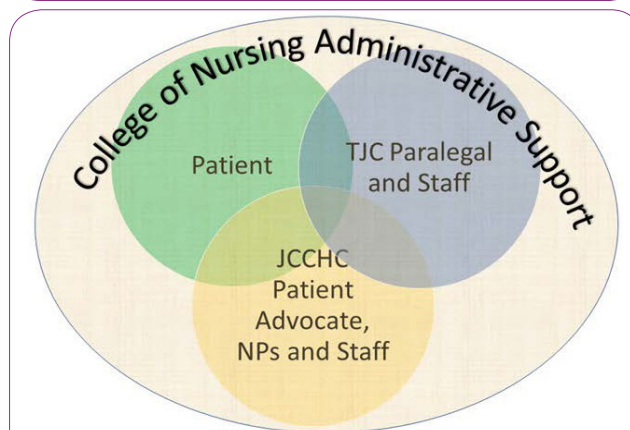 College of Nursing Administrative Support
Patient
TJC Paralegal
and Staff
JCCHC
Patient
Advocate,
NPs and Staff